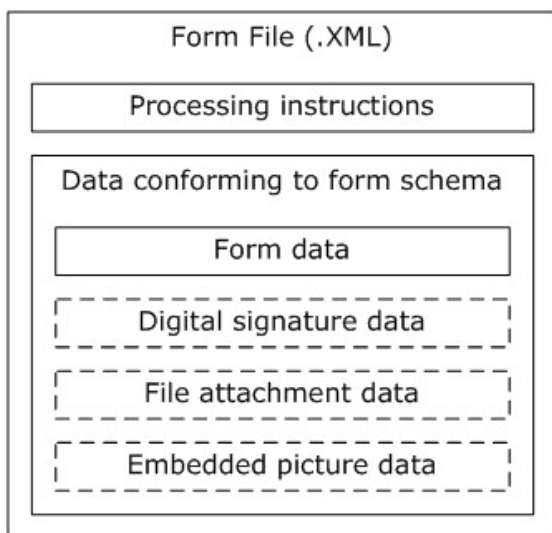 Form File (.XML)
Processing instructions
Data conforming to form schema
Form data
Digital signature data
File attachment data
Embedded picture data